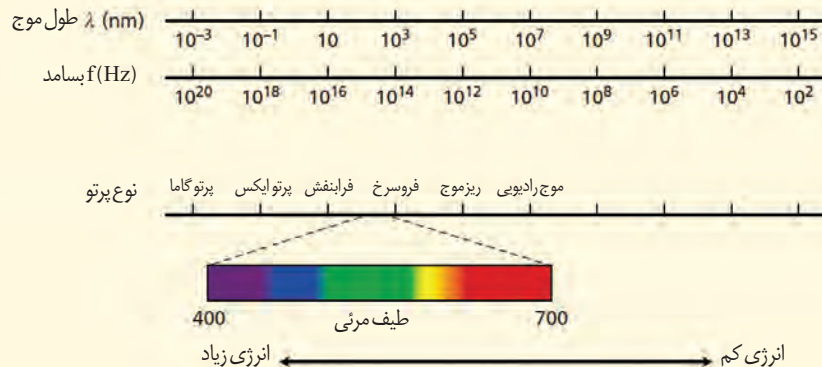 طول موج λ (nm)
10⁻³ 10⁻¹ 10 10³ 10⁵ 10⁷ 10⁹ 10¹¹ 10¹³ 10¹⁵
بسامد f(Hz)
10²⁰ 10¹⁸ 10¹⁶ 10¹⁴ 10¹² 10¹⁰ 10⁸ 10⁶ 10⁴ 10²
نوع پرتو پرتو گاما پرتو ایکس فرابنفش فروسرخ ریزموج موج رادیویی
400 طیف مرئی 700
انرژی زیاد انرژی کم